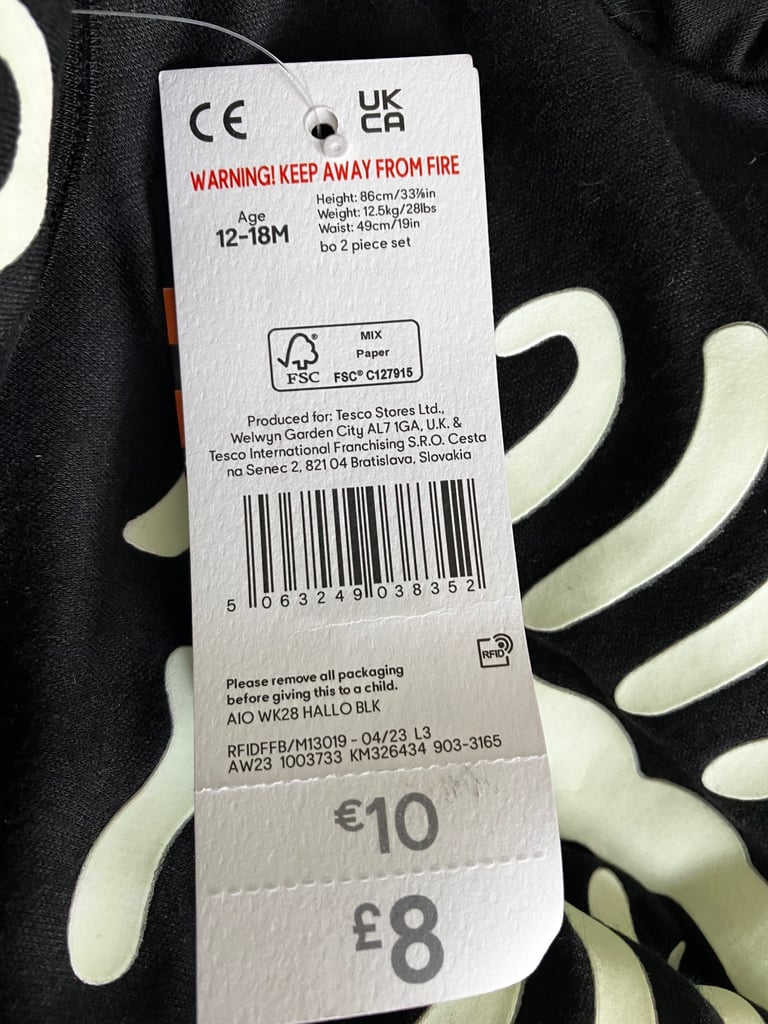 CE
UK
CA
WARNING! KEEP AWAY FROM FIRE
Age
12-18M
Height: 86cm/33⅞in
Weight: 12.5kg/28lbs
Waist: 49cm/19in
bo 2 piece set
FSC®
MIX
Paper
FSC® C127915
Produced for: Tesco Stores Ltd.,
Welwyn Garden City AL7 1GA, U.K. &
Tesco International Franchising S.R.O. Cesta
na Senec 2, 821 04 Bratislava, Slovakia
5 063249 038352
RFID
Please remove all packaging
before giving this to a child.
AIO WK28 HALLO BLK
RFIDFFB/M13019 - 04/23 L3
AW23 1003733 KM326434 903-3165
€10
£8